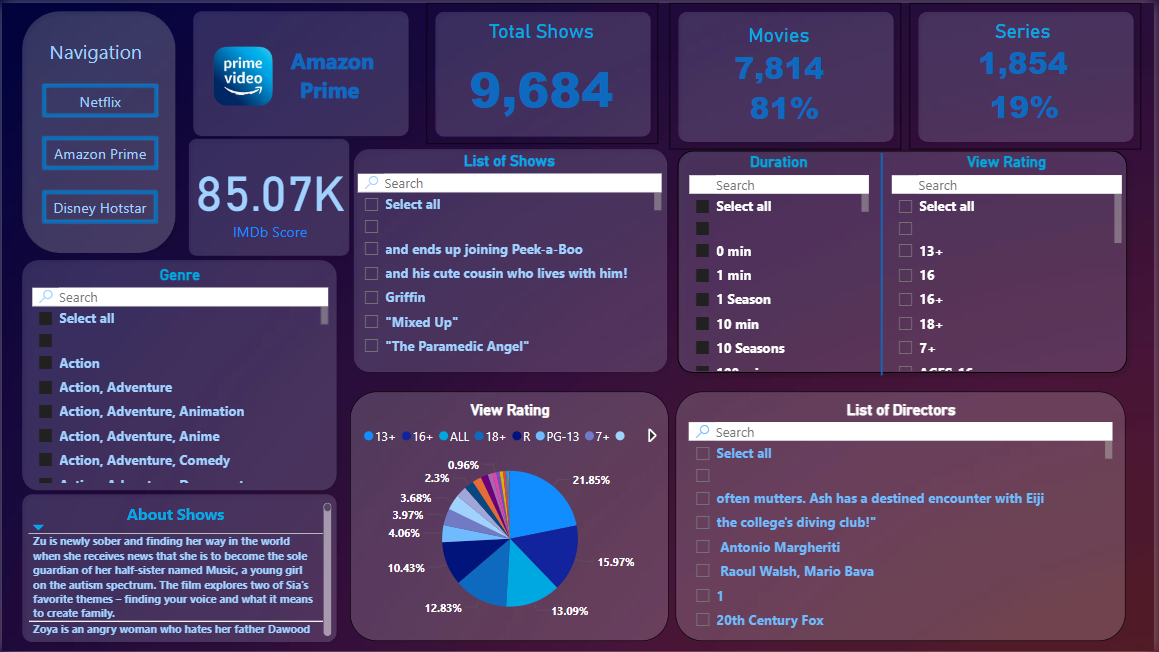 Navigation
Netflix
Amazon Prime
Disney Hotstar
prime
video
Amazon
Prime
Total Shows
9,684
Movies
7,814
81%
Series
1,854
19%
85.07K
IMDb Score
List of Shows
Search
Select all
and ends up joining Peek-a-Boo
and his cute cousin who lives with him!
Griffin
"Mixed Up"
"The Paramedic Angel"
Duration
Search
Select all
0 min
1 min
1 Season
10 min
10 Seasons
View Rating
Search
Select all
13+
16
16+
18+
7+
Genre
Search
Select all
Action
Action, Adventure
Action, Adventure, Animation
Action, Adventure, Anime
Action, Adventure, Comedy
About Shows
Zu is newly sober and finding her way in the world
when she receives news that she is to become the sole
guardian of her half-sister named Music, a young girl
on the autism spectrum. The film explores two of Sia's
favorite themes – finding your voice and what it means
to create family.
Zoya is an angry woman who hates her father Dawood
View Rating
13+ 16+ ALL 18+ R PG-13 7+
0.96%
2.3%
3.68%
3.97%
4.06%
10.43%
12.83%
13.09%
15.97%
21.85%
List of Directors
Search
Select all
often mutters. Ash has a destined encounter with Eiji
the college's diving club!"
Antonio Margheriti
Raoul Walsh, Mario Bava
1
20th Century Fox